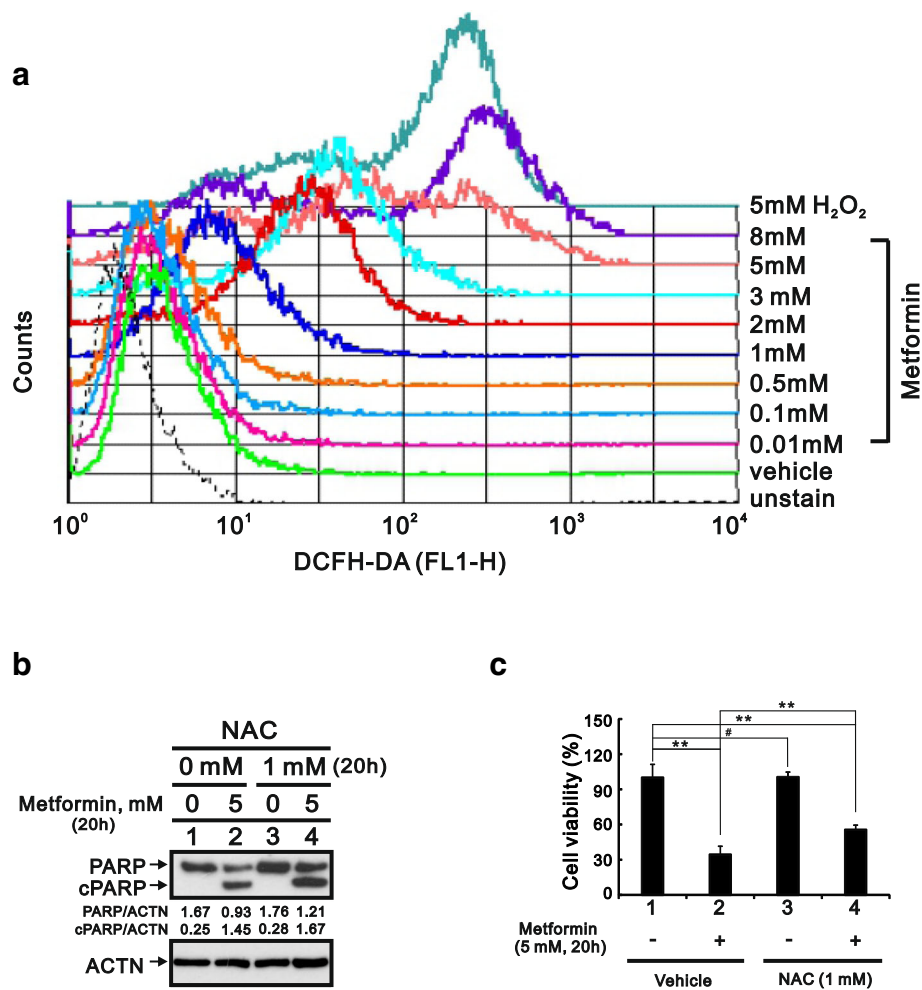 a
5mM H₂O₂
8mM
5mM
3 mM
2mM
1mM
0.5mM
0.1mM
0.01mM
vehicle
unstain
Metformin
Counts
10⁰ 10¹ 10² 10³ 10⁴
DCFH-DA (FL1-H)
b
NAC
0 mM 1 mM (20h)
Metformin, mM 0 5 0 5
(20h)
1 2 3 4
PARP
cPARP
PARP/ACTN 1.67 0.93 1.76 1.21
cPARP/ACTN 0.25 1.45 0.28 1.67
ACTN
c
**
**
#
**
Cell viability (%)
150
120
90
60
30
0
1 2 3 4
Metformin
(5 mM, 20h) - + - +
Vehicle NAC (1 mM)